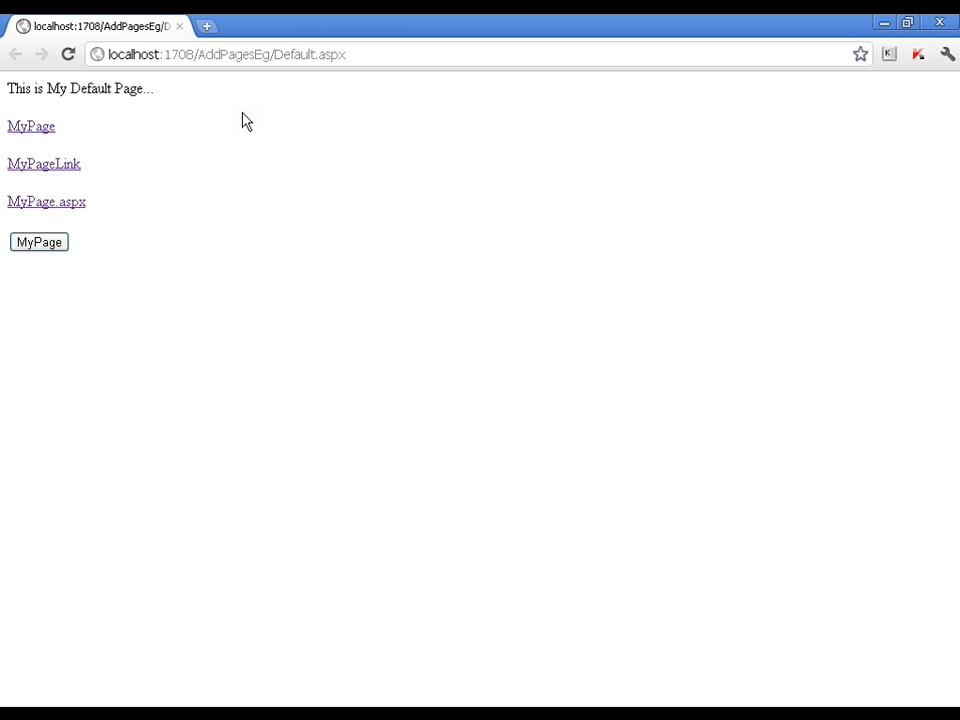 localhost:1708/AddPagesEg/D
localhost:1708/AddPagesEg/Default.aspx
This is My Default Page...
MyPage
MyPageLink
MyPage.aspx
MyPage